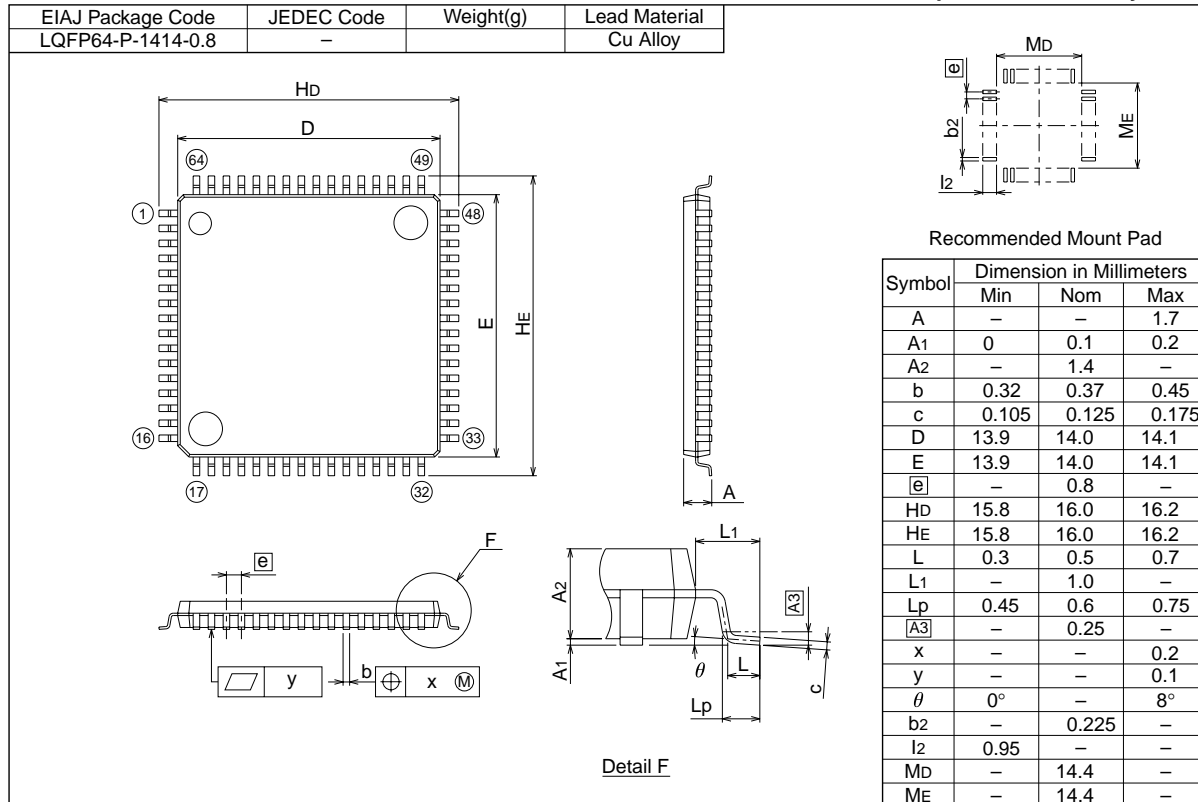 EIAJ Package Code JEDEC Code Weight(g) Lead Material
LQFP64-P-1414-0.8 – Cu Alloy
HD
D
64 49
1 48
E
HE
16 33
17 32
A
MD
e
ME
b2
I2
Recommended Mount Pad
Symbol Dimension in Millimeters
Min Nom Max
A – – 1.7
A1 0 0.1 0.2
A2 – 1.4 –
b 0.32 0.37 0.45
c 0.105 0.125 0.175
D 13.9 14.0 14.1
E 13.9 14.0 14.1
e – 0.8 –
HD 15.8 16.0 16.2
HE 15.8 16.0 16.2
L 0.3 0.5 0.7
L1 – 1.0 –
Lp 0.45 0.6 0.75
A3 – 0.25 –
x – – 0.2
y – – 0.1
θ 0° – 8°
b2 – 0.225 –
I2 0.95 – –
MD – 14.4 –
ME – 14.4 –
e
F
y
b
x M
A2
A1
L1
A3
θ
L
Lp
c
Detail F